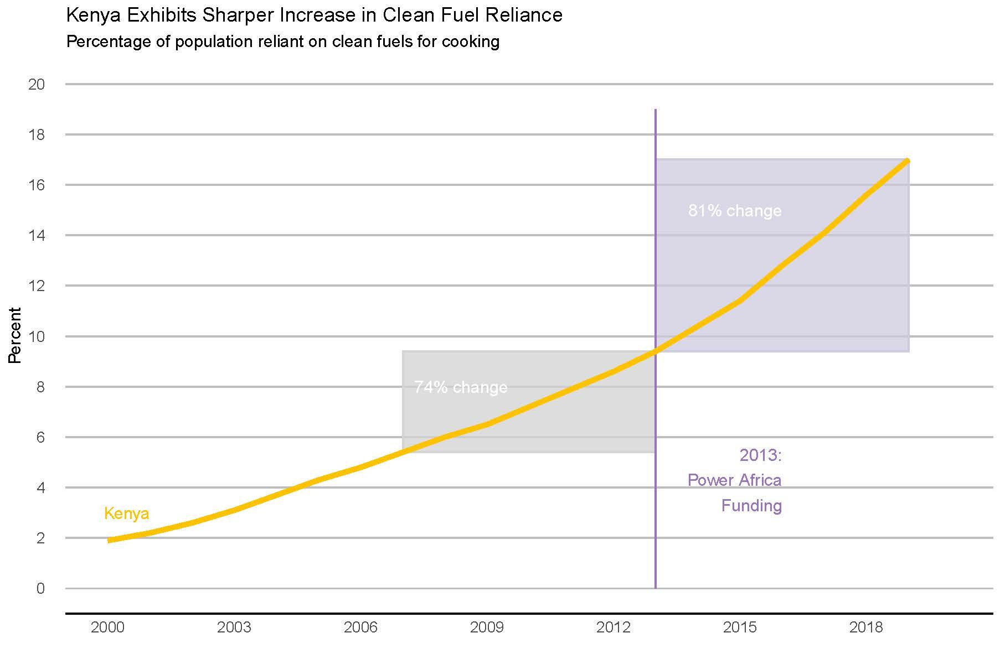 Kenya Exhibits Sharper Increase in Clean Fuel Reliance
Percentage of population reliant on clean fuels for cooking
20
18
16
14
12
10
8
6
4
2
0
Percent
81% change
74% change
2013:
Power Africa
Funding
Kenya
2000
2003
2006
2009
2012
2015
2018